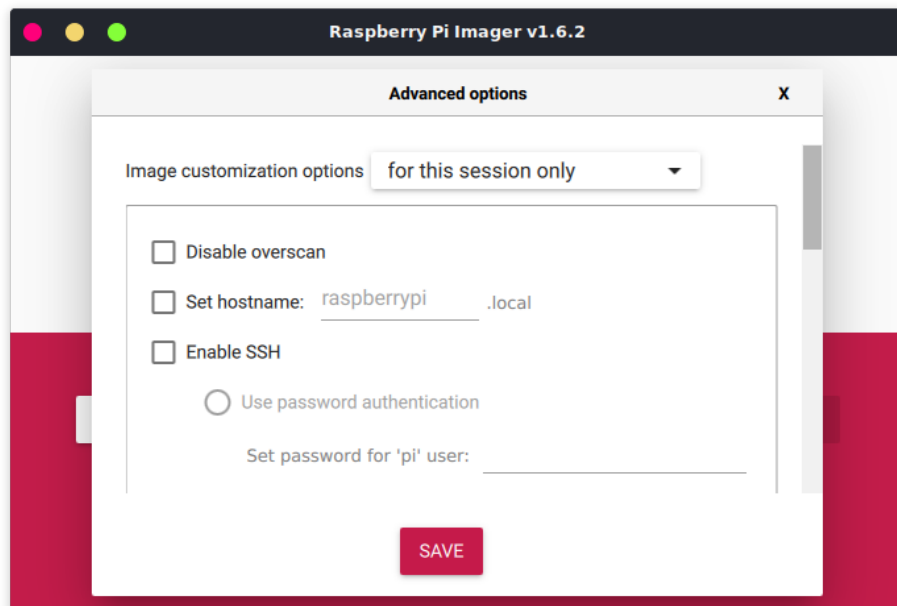 Raspberry Pi Imager v1.6.2
Advanced options X
Image customization options for this session only
Disable overscan
Set hostname: raspberrypi .local
Enable SSH
Use password authentication
Set password for 'pi' user:
SAVE